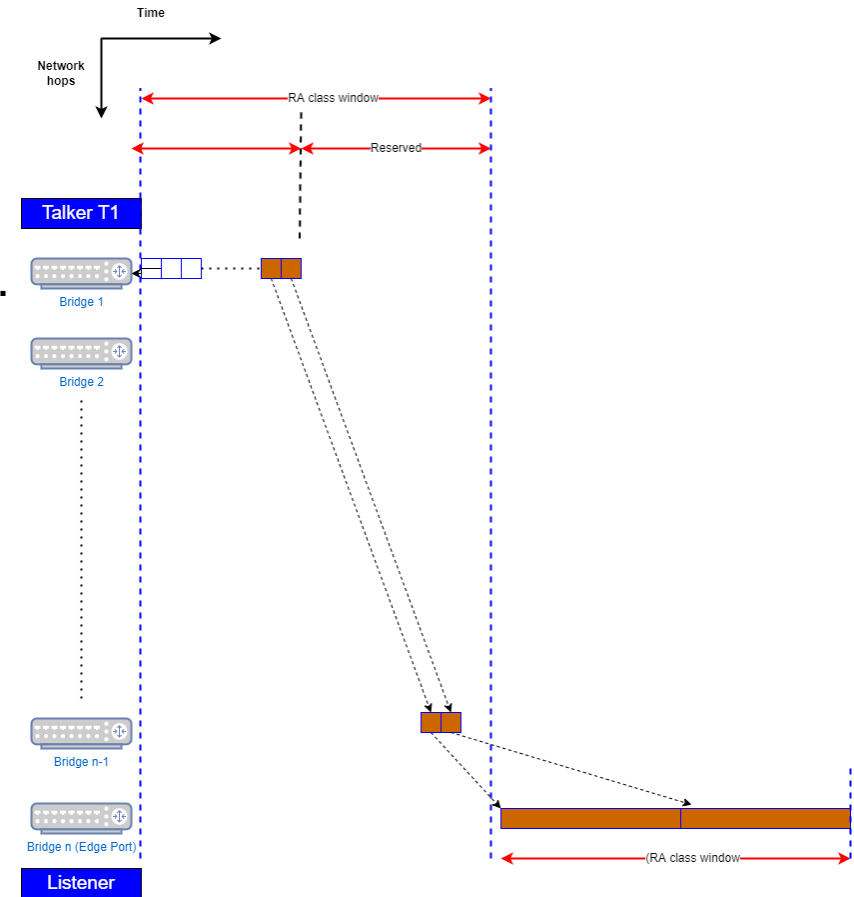 Time
Network
hops
RA class window
Reserved
Talker T1
Bridge 1
Bridge 2
Bridge n-1
Bridge n (Edge Port)
(RA class window
Listener